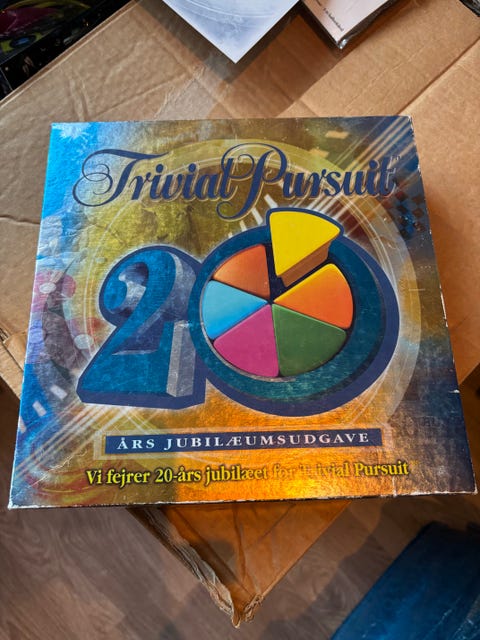 Trivial Pursuit
20
ÅRS JUBILÆUMSUDGAVE
Vi fejrer 20-års jubilæet for Trivial Pursuit